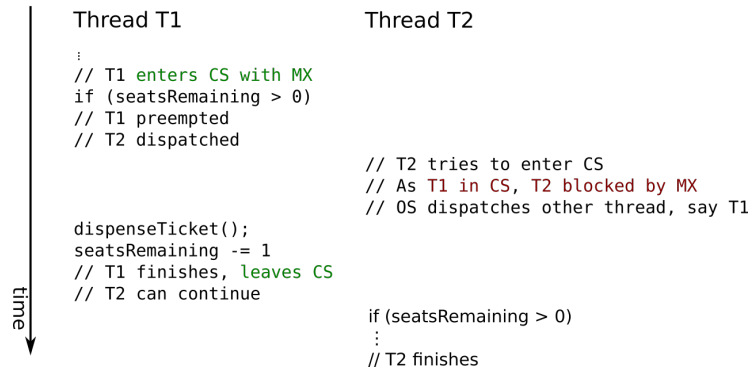 Thread T1
⋮
// T1 enters CS with MX
if (seatsRemaining > 0)
// T1 preempted
// T2 dispatched
dispenseTicket();
seatsRemaining -= 1
// T1 finishes, leaves CS
// T2 can continue
Thread T2
// T2 tries to enter CS
// As T1 in CS, T2 blocked by MX
// OS dispatches other thread, say T1
if (seatsRemaining > 0)
⋮
// T2 finishes
time